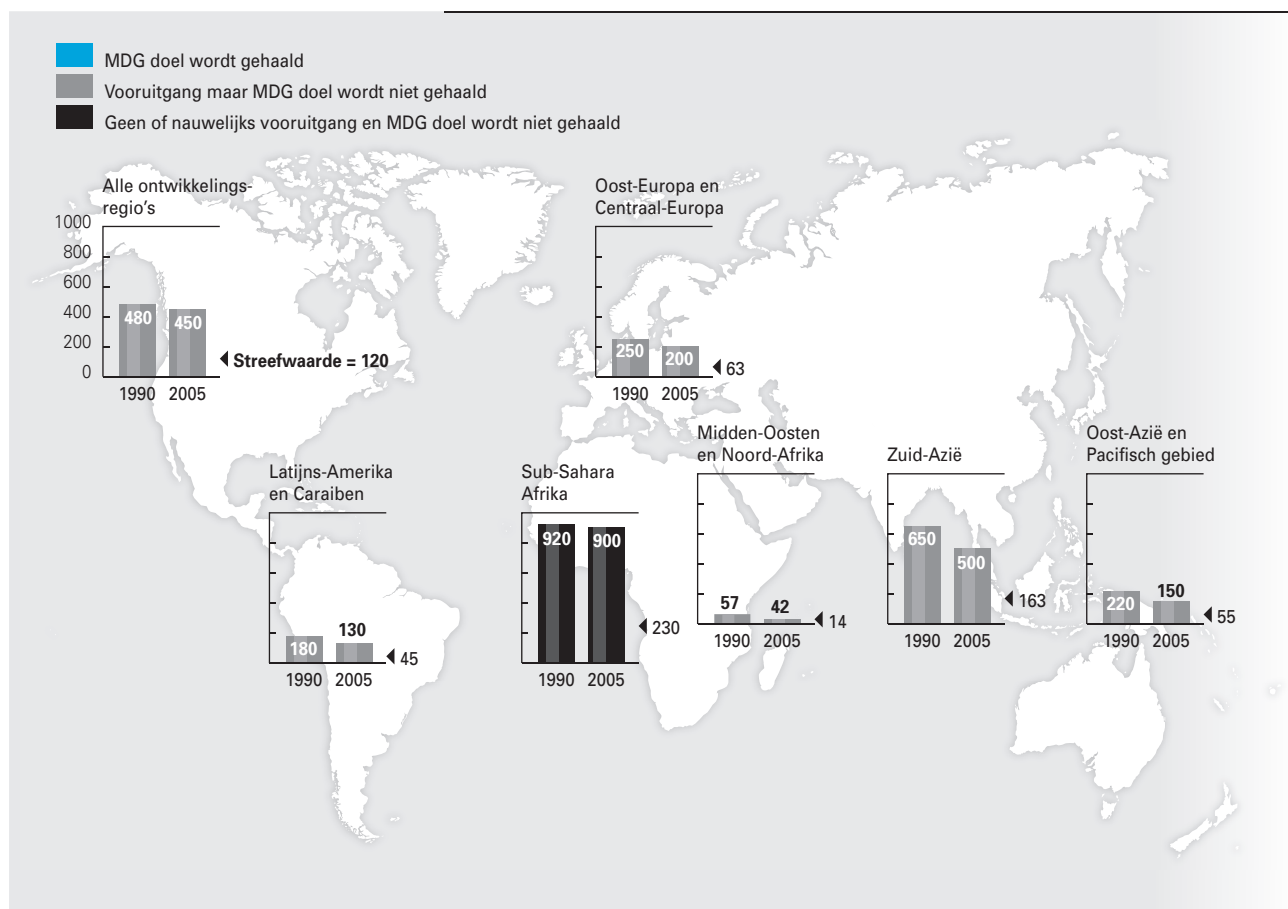 MDG doel wordt gehaald
Vooruitgang maar MDG doel wordt niet gehaald
Geen of nauwelijks vooruitgang en MDG doel wordt niet gehaald
Alle ontwikkelings-
regio's
1000
800
600
400
200
0
480
450
Streefwaarde = 120
1990 2005
Oost-Europa en
Centraal-Europa
250
200
63
1990 2005
Latijns-Amerika
en Caraiben
180
130
45
1990 2005
Sub-Sahara
Afrika
920
900
230
1990 2005
Midden-Oosten
en Noord-Afrika
57
42
14
1990 2005
Zuid-Azië
650
500
163
1990 2005
Oost-Azië en
Pacifisch gebied
220
150
55
1990 2005